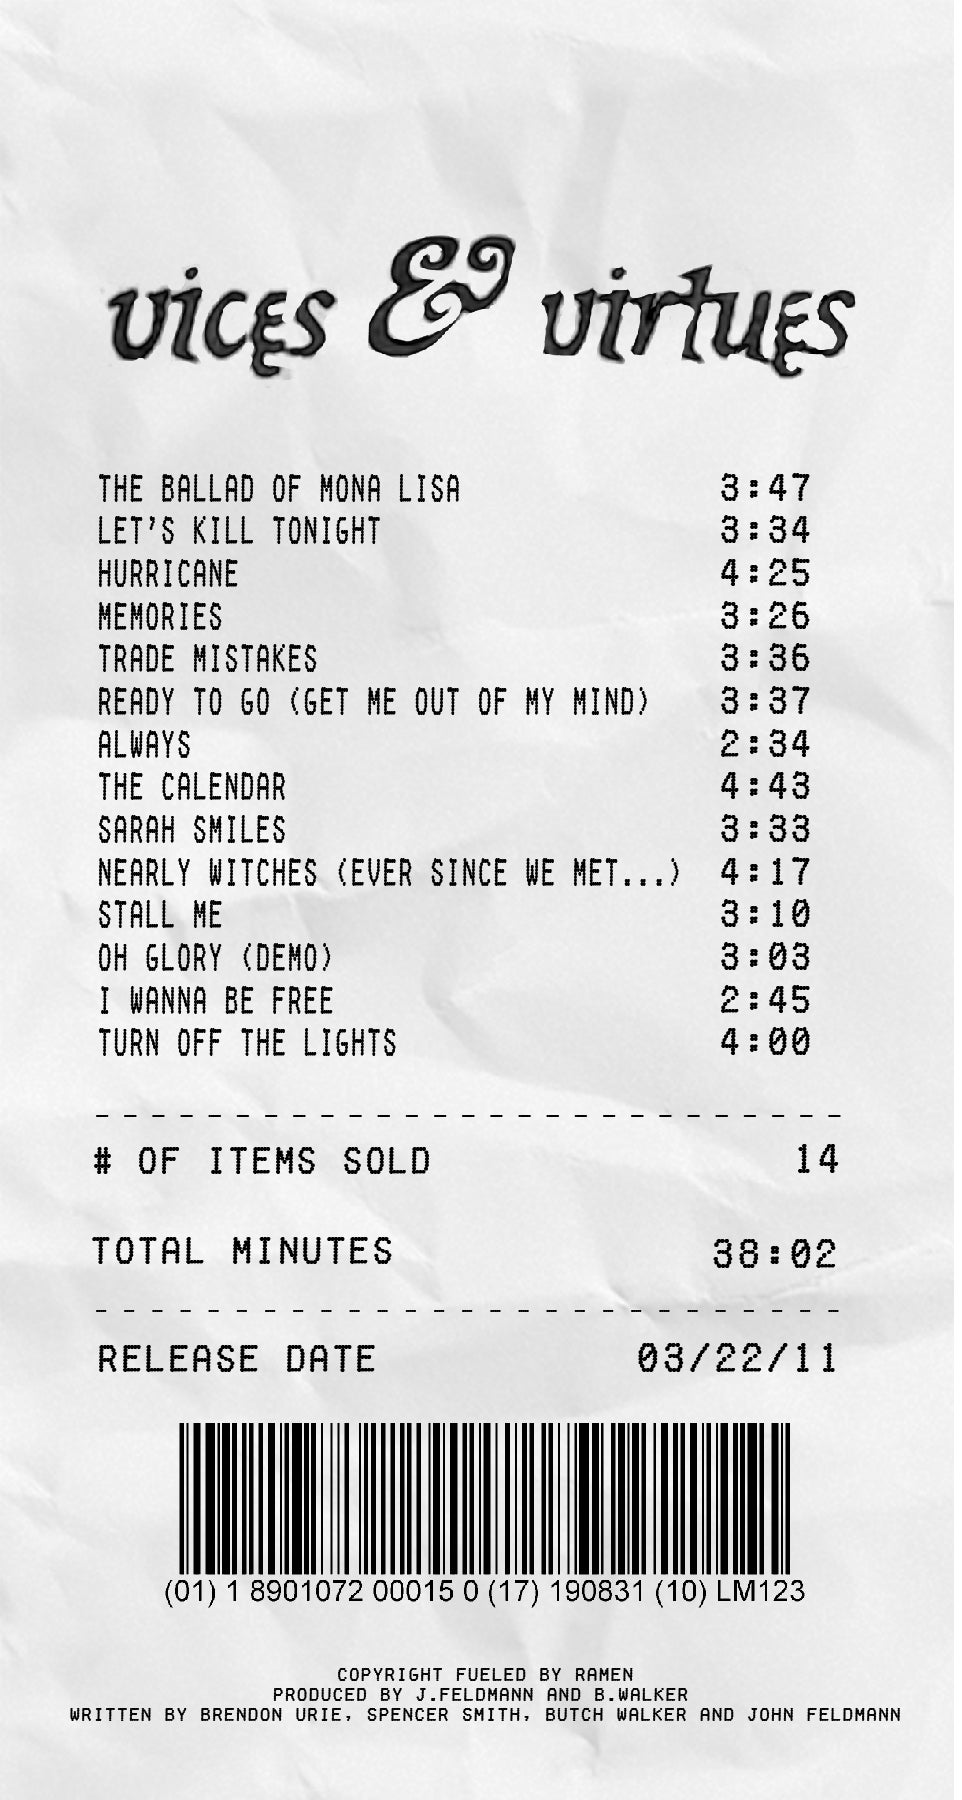 vices & virtues
THE BALLAD OF MONA LISA 3:47
LET'S KILL TONIGHT 3:34
HURRICANE 4:25
MEMORIES 3:26
TRADE MISTAKES 3:36
READY TO GO (GET ME OUT OF MY MIND) 3:37
ALWAYS 2:34
THE CALENDAR 4:43
SARAH SMILES 3:33
NEARLY WITCHES (EVER SINCE WE MET...) 4:17
STALL ME 3:10
OH GLORY (DEMO) 3:03
I WANNA BE FREE 2:45
TURN OFF THE LIGHTS 4:00
# OF ITEMS SOLD 14
TOTAL MINUTES 38:02
RELEASE DATE 03/22/11
(01) 1 8901072 00015 0 (17) 190831 (10) LM123
COPYRIGHT FUELED BY RAMEN
PRODUCED BY J.FELDMANN AND B.WALKER
WRITTEN BY BRENDON URIE, SPENCER SMITH, BUTCH WALKER AND JOHN FELDMANN